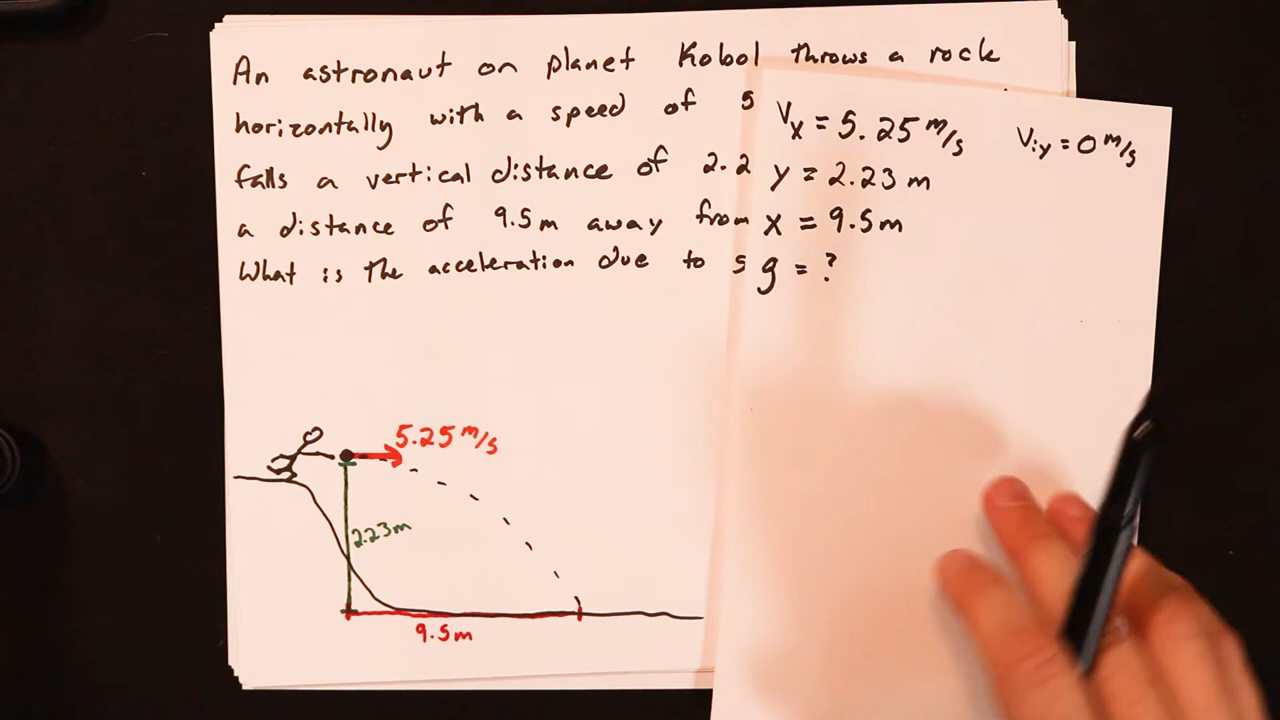 An astronaut on planet Kobol throws a rock
horizontally with a speed of 5
falls a vertical distance of 2.2
a distance of 9.5m away from
What is the acceleration due to
Vx = 5.25 m/s Viy = 0 m/s
y = 2.23 m
x = 9.5m
g = ?
5.25 m/s
2.23m
9.5m